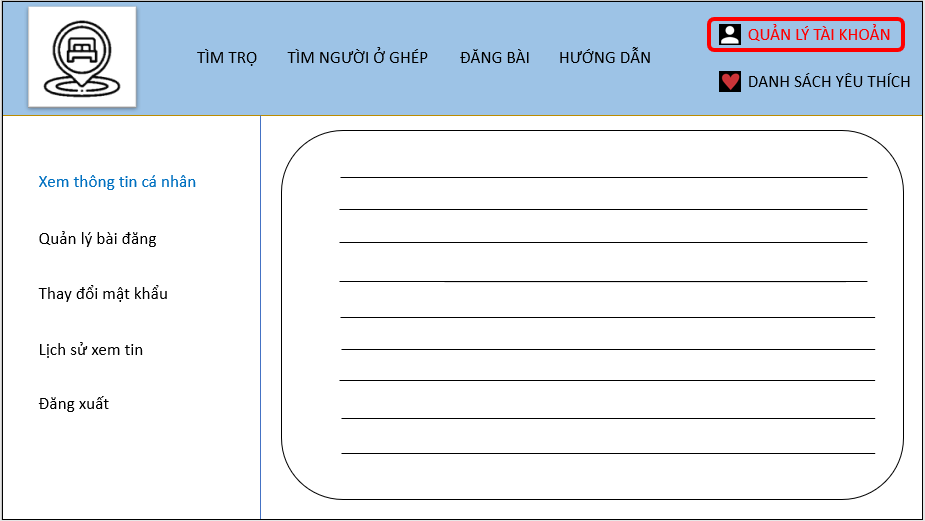 TÌM TRỌ
TÌM NGƯỜI Ở GHÉP
ĐĂNG BÀI
HƯỚNG DẪN
QUẢN LÝ TÀI KHOẢN
DANH SÁCH YÊU THÍCH
Xem thông tin cá nhân
Quản lý bài đăng
Thay đổi mật khẩu
Lịch sử xem tin
Đăng xuất